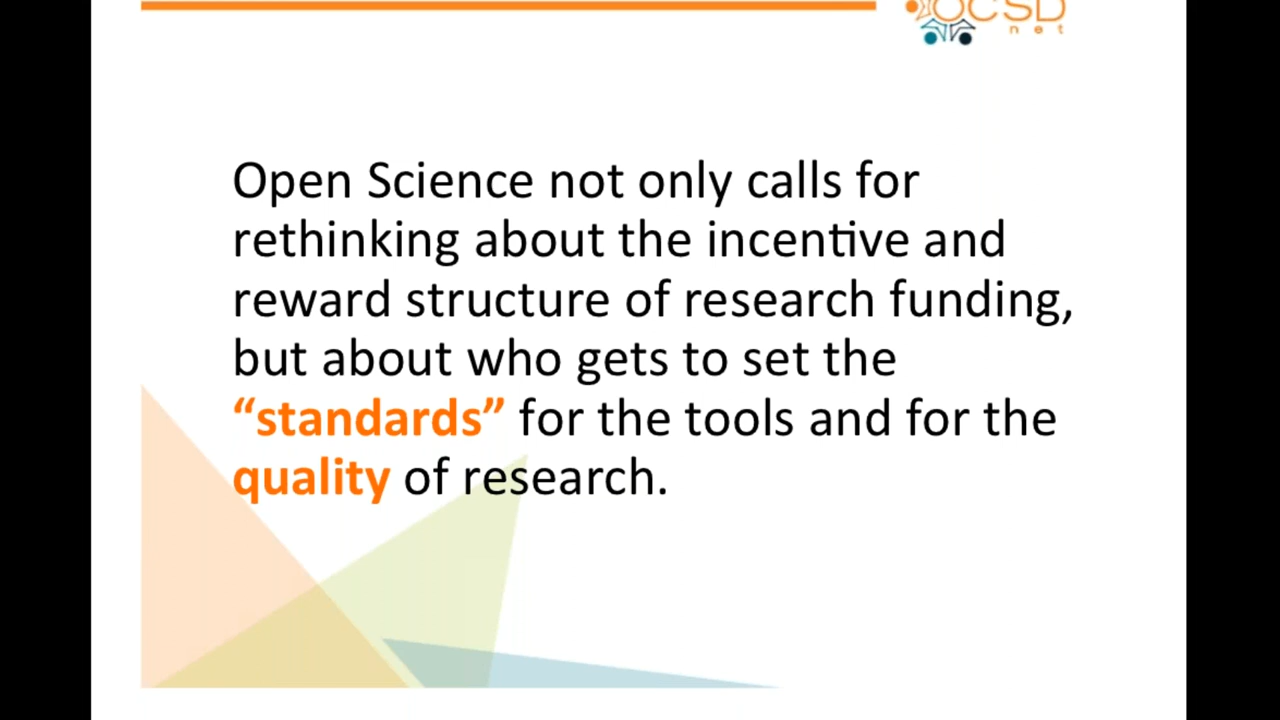 OCSD
net
Open Science not only calls for
rethinking about the incentive and
reward structure of research funding,
but about who gets to set the
“standards” for the tools and for the
quality of research.